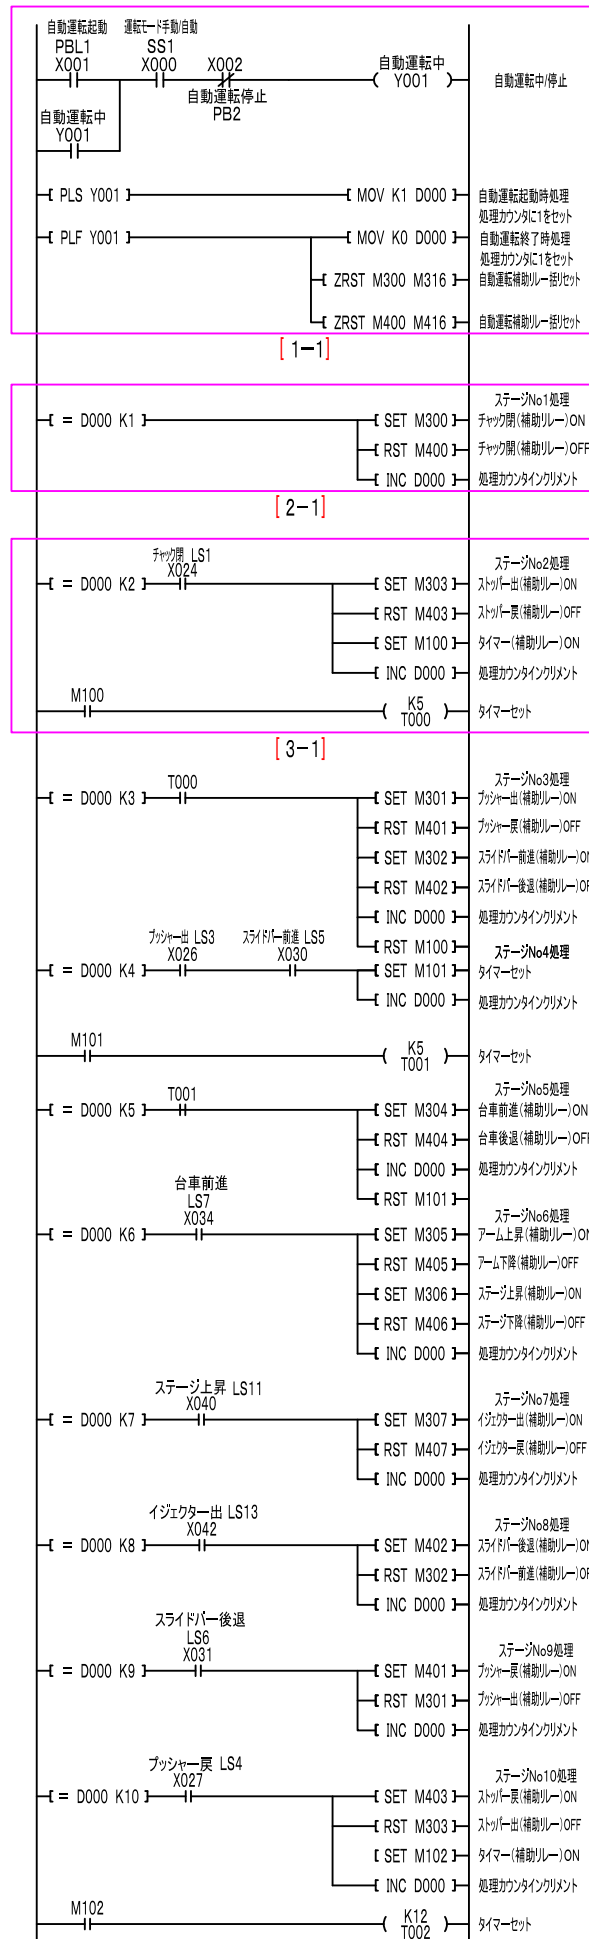 自動運転起動 運転モード手動/自動
PBL1 SS1 自動運転中
X001 X000 X002 Y001 自動運転中/停止
自動運転停止
PB2
自動運転中
Y001
PLS Y001 MOV K1 D000 自動運転起動時処理
処理カウンタに1をセット
PLF Y001 MOV K0 D000 自動運転終了時処理
処理カウンタに1をセット
ZRST M300 M316 自動運転補助リレー括リセット
ZRST M400 M416 自動運転補助リレー括リセット
[1-1]
ステージNo1処理
= D000 K1 SET M300 チャック閉(補助リレー)ON
RST M400 チャック開(補助リレー)OFF
INC D000 処理カウンタインクリメント
[2-1]
チャック閉 LS1 ステージNo2処理
= D000 K2 X024 SET M303 ストッパー出(補助リレー)ON
RST M403 ストッパー戻(補助リレー)OFF
SET M100 タイマー(補助リレー)ON
INC D000 処理カウンタインクリメント
M100 K5 T000 タイマーセット
[3-1]
ステージNo3処理
= D000 K3 T000 SET M301 プッシャー出(補助リレー)ON
RST M401 プッシャー戻(補助リレー)OFF
SET M302 スライドバー前進(補助リレー)ON
RST M402 スライドバー後退(補助リレー)OF
INC D000 処理カウンタインクリメント
RST M100
プッシャー出 LS3 スライドバー前進 LS5 ステージNo4処理
= D000 K4 X026 X030 SET M101 タイマーセット
INC D000 処理カウンタインクリメント
M101 K5 T001 タイマーセット
ステージNo5処理
= D000 K5 T001 SET M304 台車前進(補助リレー)ON
RST M404 台車後退(補助リレー)OFF
INC D000 処理カウンタインクリメント
RST M101
台車前進
LS7 ステージNo6処理
= D000 K6 X034 SET M305 アーム上昇(補助リレー)ON
RST M405 アーム下降(補助リレー)OFF
SET M306 ステージ上昇(補助リレー)ON
RST M406 ステージ下降(補助リレー)OFF
INC D000 処理カウンタインクリメント
ステージ上昇 LS11 ステージNo7処理
= D000 K7 X040 SET M307 イジェクター出(補助リレー)ON
RST M407 イジェクター戻(補助リレー)OFF
INC D000 処理カウンタインクリメント
イジェクター出 LS13 ステージNo8処理
= D000 K8 X042 SET M402 スライドバー後退(補助リレー)ON
RST M302 スライドバー前進(補助リレー)OF
INC D000 処理カウンタインクリメント
スライドバー後退
LS6 ステージNo9処理
= D000 K9 X031 SET M401 プッシャー戻(補助リレー)ON
RST M301 プッシャー出(補助リレー)OFF
INC D000 処理カウンタインクリメント
プッシャー戻 LS4 ステージNo10処理
= D000 K10 X027 SET M403 ストッパー戻(補助リレー)ON
RST M303 ストッパー出(補助リレー)OFF
SET M102 タイマー(補助リレー)ON
INC D000 処理カウンタインクリメント
M102 K12 T002 タイマーセット